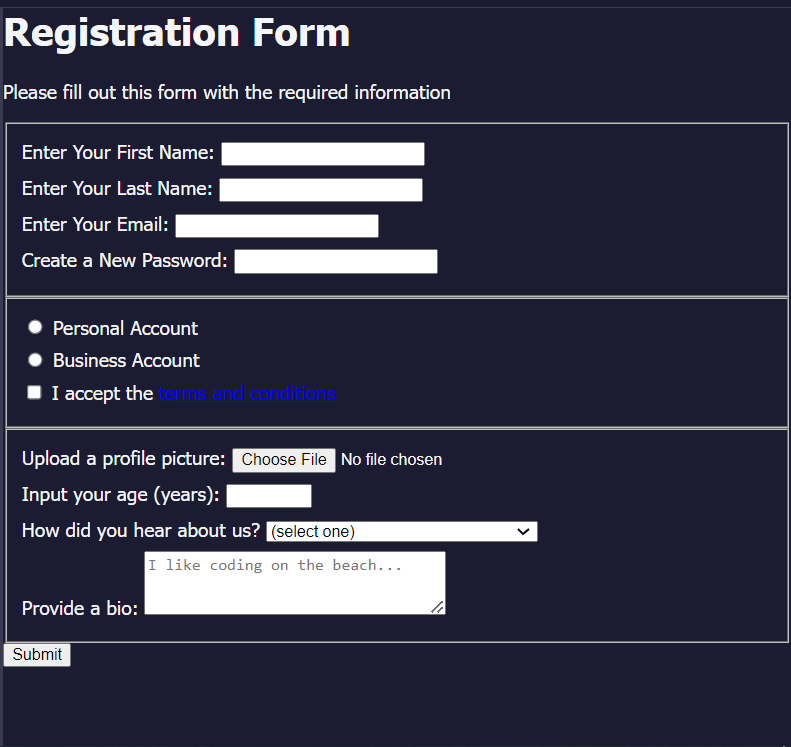 Registration Form
Please fill out this form with the required information
Enter Your First Name:
Enter Your Last Name:
Enter Your Email:
Create a New Password:
Personal Account
Business Account
I accept the terms and conditions
Upload a profile picture: Choose File No file chosen
Input your age (years):
How did you hear about us? (select one)
I like coding on the beach...
Provide a bio:
Submit